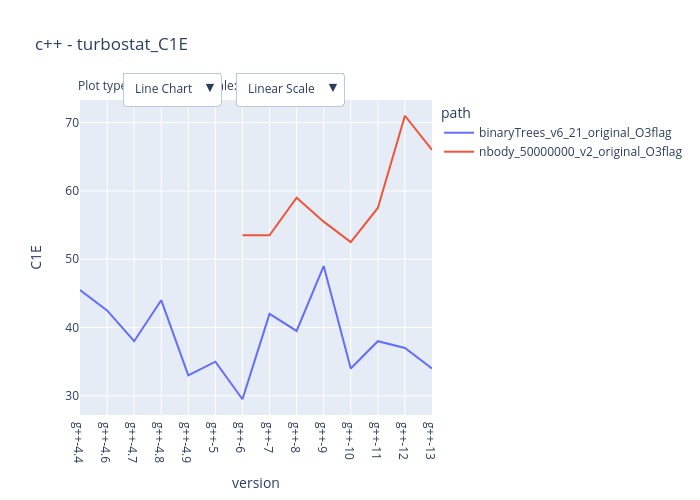 c++ - turbostat_C1E
Plot type
Line Chart ▼
Linear Scale ▼
path
binaryTrees_v6_21_original_O3flag
nbody_50000000_v2_original_O3flag
70
60
50
40
30
C1E
g++-4.4
g++-4.6
g++-4.7
g++-4.8
g++-4.9
g++-5
g++-6
g++-7
g++-8
g++-9
g++-10
g++-11
g++-12
g++-13
version